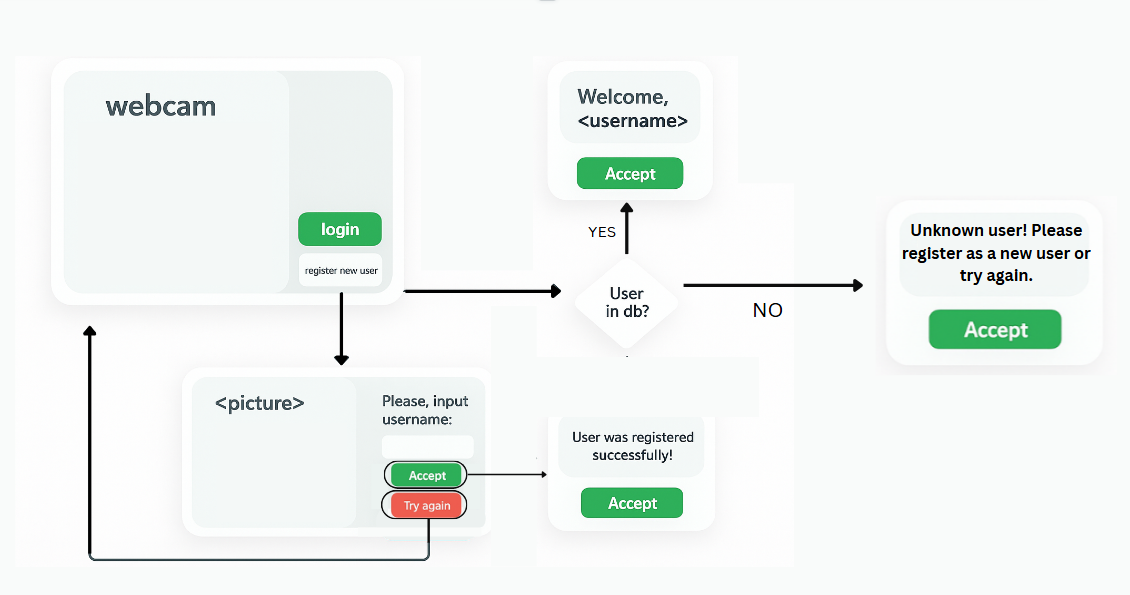 webcam
login
register new user
Welcome,
<username>
Accept
YES
User
in db?
NO
Unknown user! Please
register as a new user or
try again.
Accept
<picture>
Please, input
username:
Accept
Try again
User was registered
successfully!
Accept